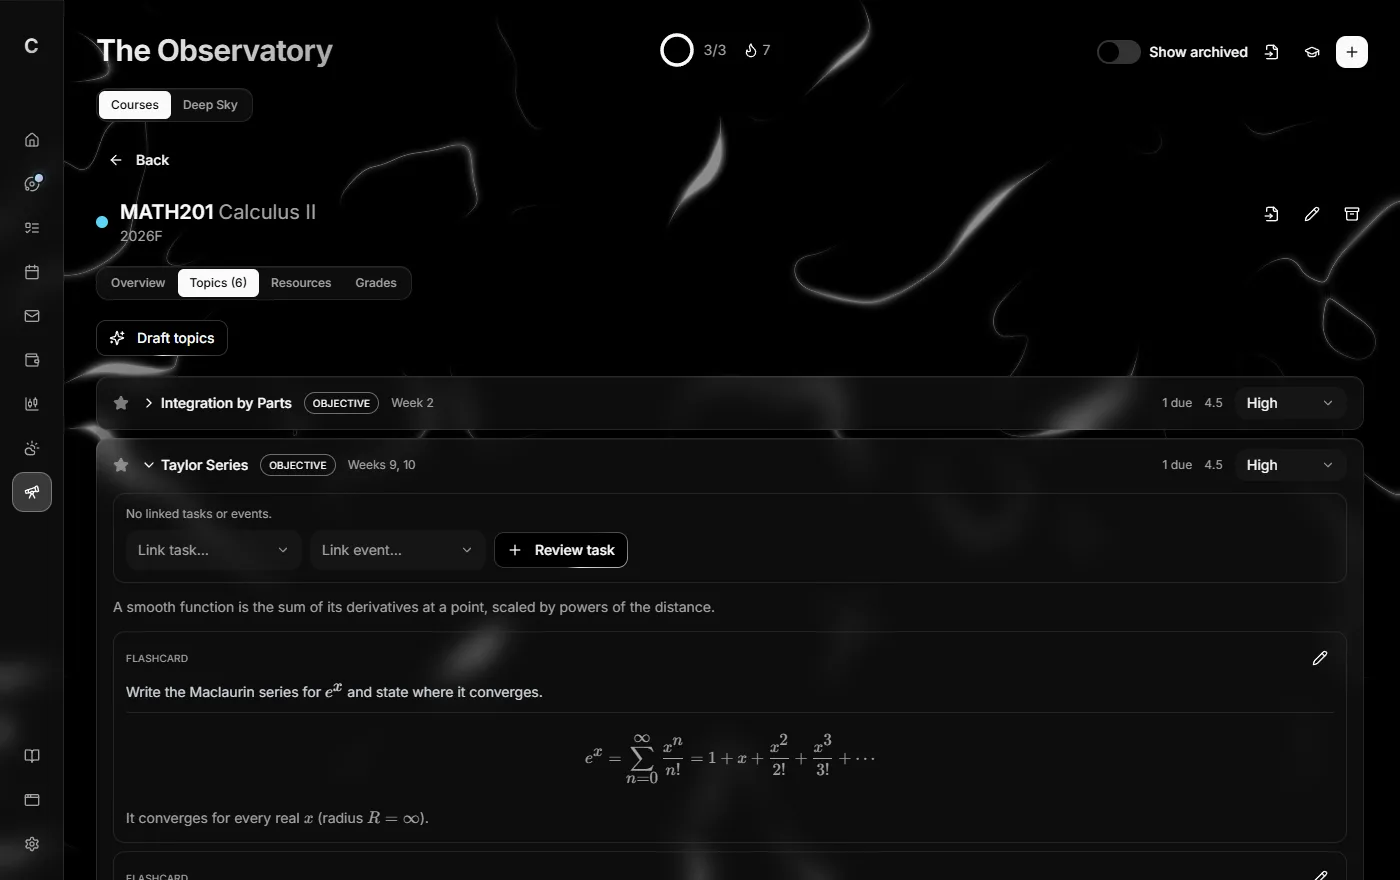 C
The Observatory
3/3
7
Show archived
Courses
Deep Sky
Back
MATH201 Calculus II
2026F
Overview
Topics (6)
Resources
Grades
Draft topics
Integration by Parts OBJECTIVE Week 2 1 due 4.5 High
Taylor Series OBJECTIVE Weeks 9, 10 1 due 4.5 High
No linked tasks or events.
Link task...
Link event...
Review task
A smooth function is the sum of its derivatives at a point, scaled by powers of the distance.
FLASHCARD
Write the Maclaurin series for e^x and state where it converges.
e^x = ∑_{n=0}^{∞} x^n/n! = 1 + x + x^2/2! + x^3/3! + ⋯
It converges for every real x (radius R = ∞).
FLASHCARD